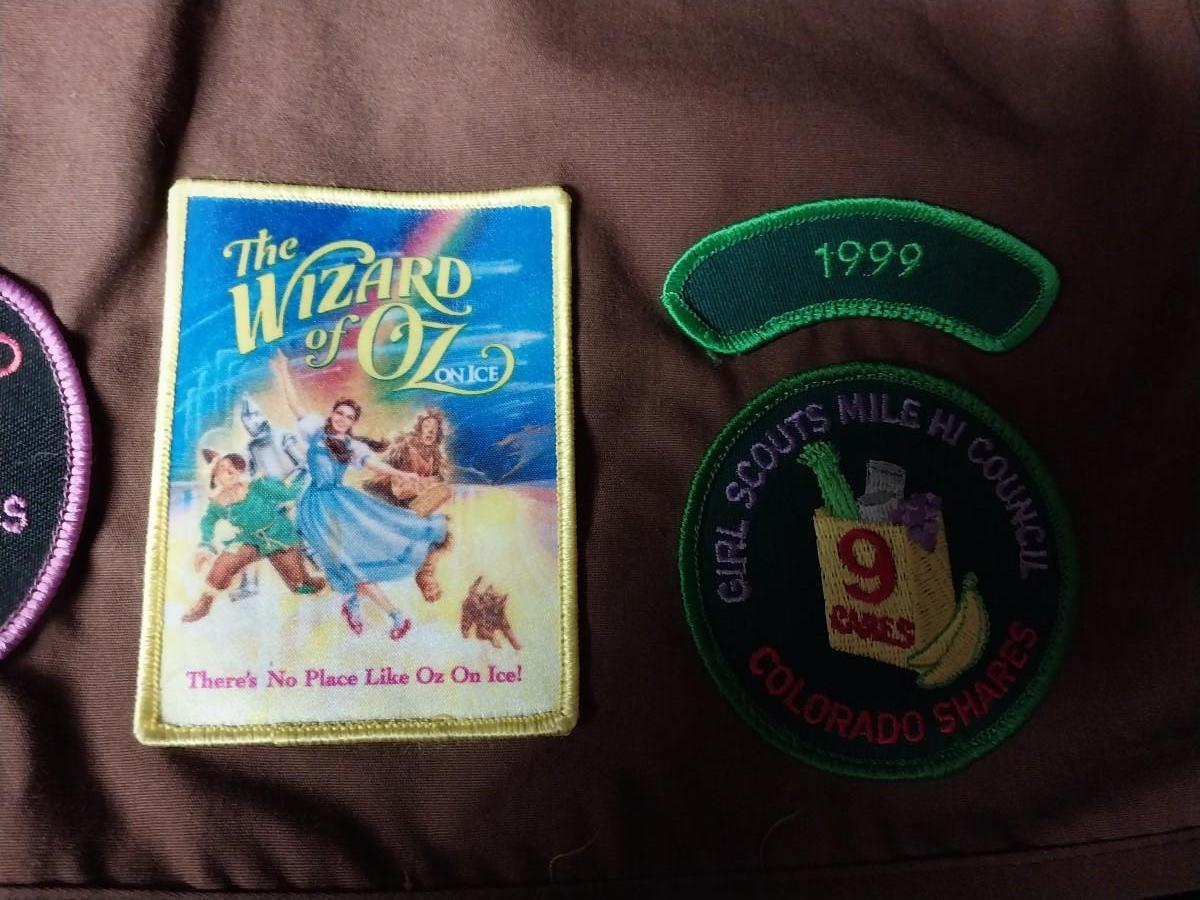 The
WIZARD
of OZ
ON ICE
There's No Place Like Oz On Ice!
1999
GIRL SCOUTS MILE HI COUNCIL
9
CARES
COLORADO SHARES
S